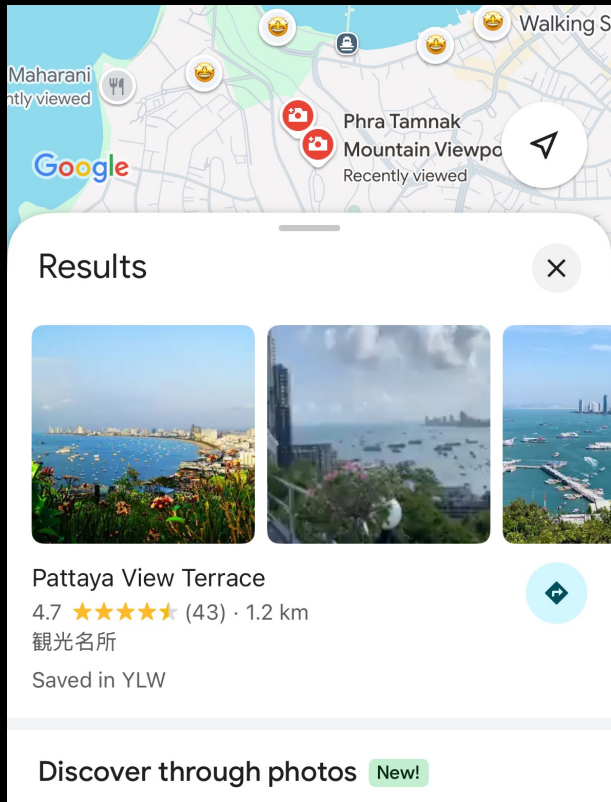 Walking S
Maharani
ntly viewed
Phra Tamnak
Mountain Viewpo
Recently viewed
Google
Results
Pattaya View Terrace
4.7 (43) · 1.2 km
観光名所
Saved in YLW
Discover through photos New!